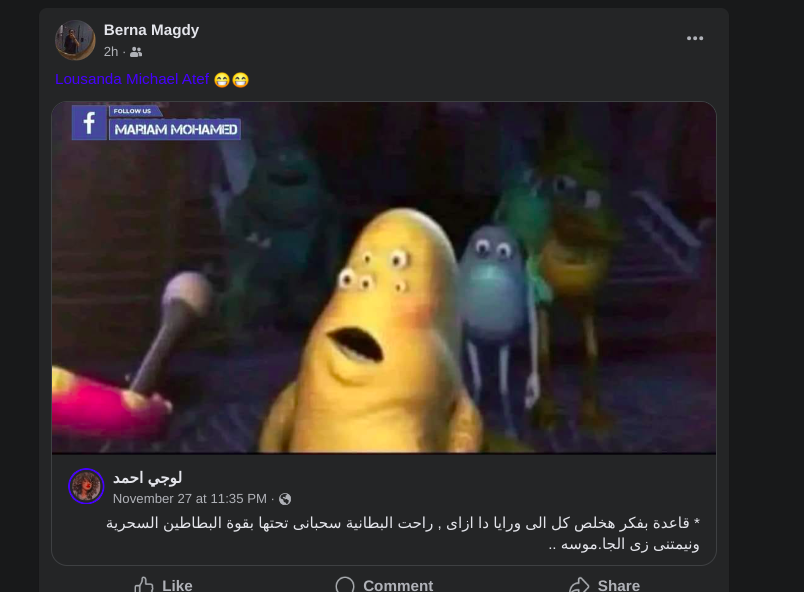 Berna Magdy
2h ·
Lousanda Michael Atef 😁😁
f
FOLLOW US
MARIAM MOHAMED
لوجي احمد
November 27 at 11:35 PM ·
* قاعدة بفكر هخلص كل الى ورايا دا ازاى , راحت البطانية سحبانى تحتها بقوة البطاطين السحرية
ونيمتنى زى الجا.موسه ..
Like
Comment
Share